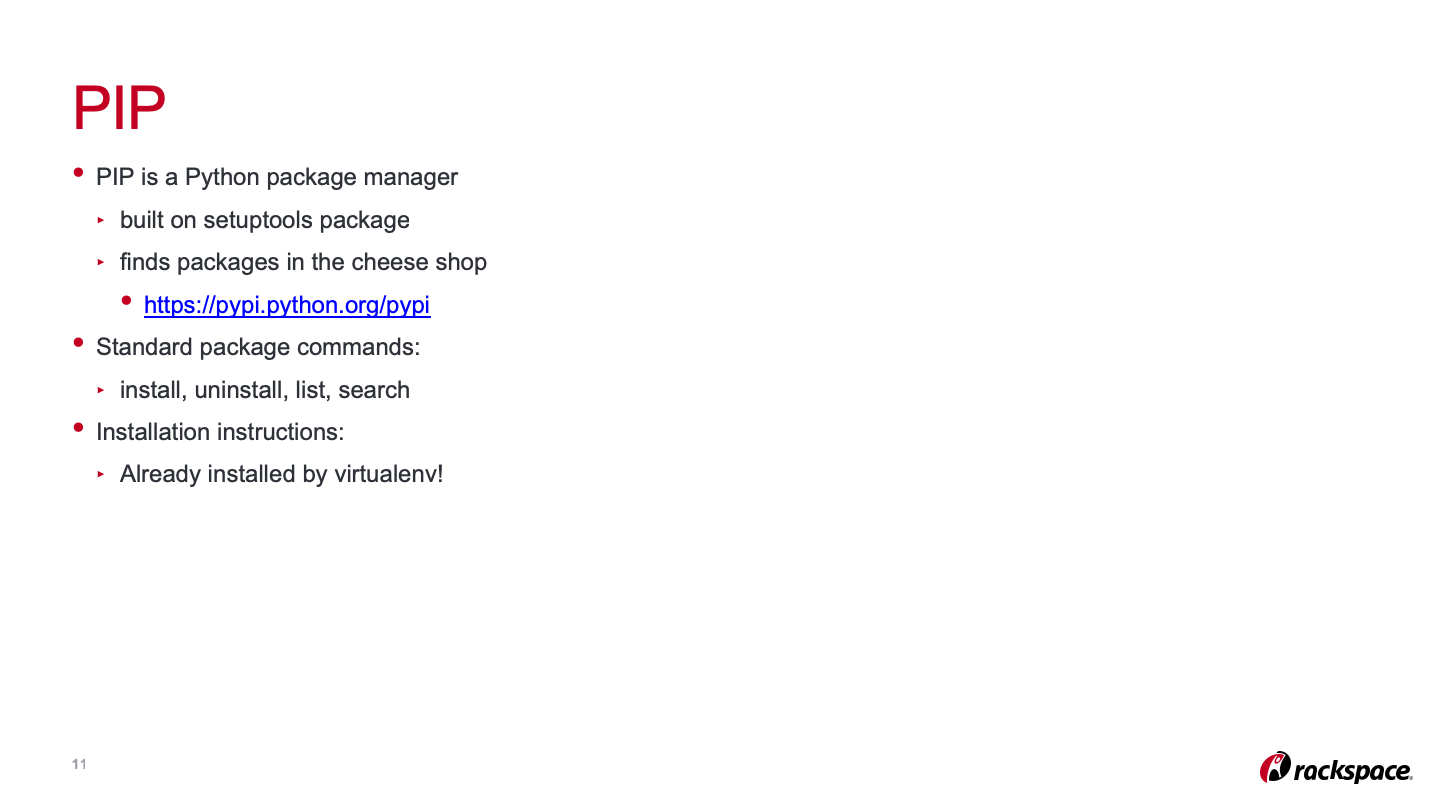 PIP
• PIP is a Python package manager
‣ built on setuptools package
‣ finds packages in the cheese shop
• https://pypi.python.org/pypi
• Standard package commands:
‣ install, uninstall, list, search
• Installation instructions:
‣ Already installed by virtualenv!
11
rackspace.